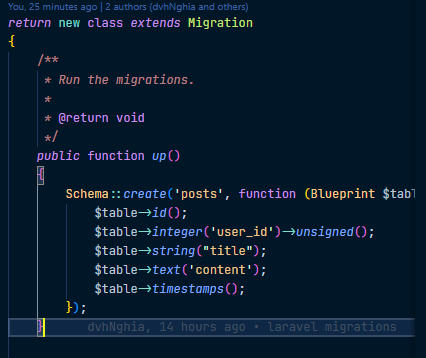 You, 25 minutes ago | 2 authors (dvhNghia and others)
return new class extends Migration
{
/**
* Run the migrations.
*
* @return void
*/
public function up()
{
Schema::create('posts', function (Blueprint $tabl
$table->id();
$table->integer('user_id')->unsigned();
$table->string("title");
$table->text('content');
$table->timestamps();
});
} dvhNghia, 14 hours ago • laravel migrations